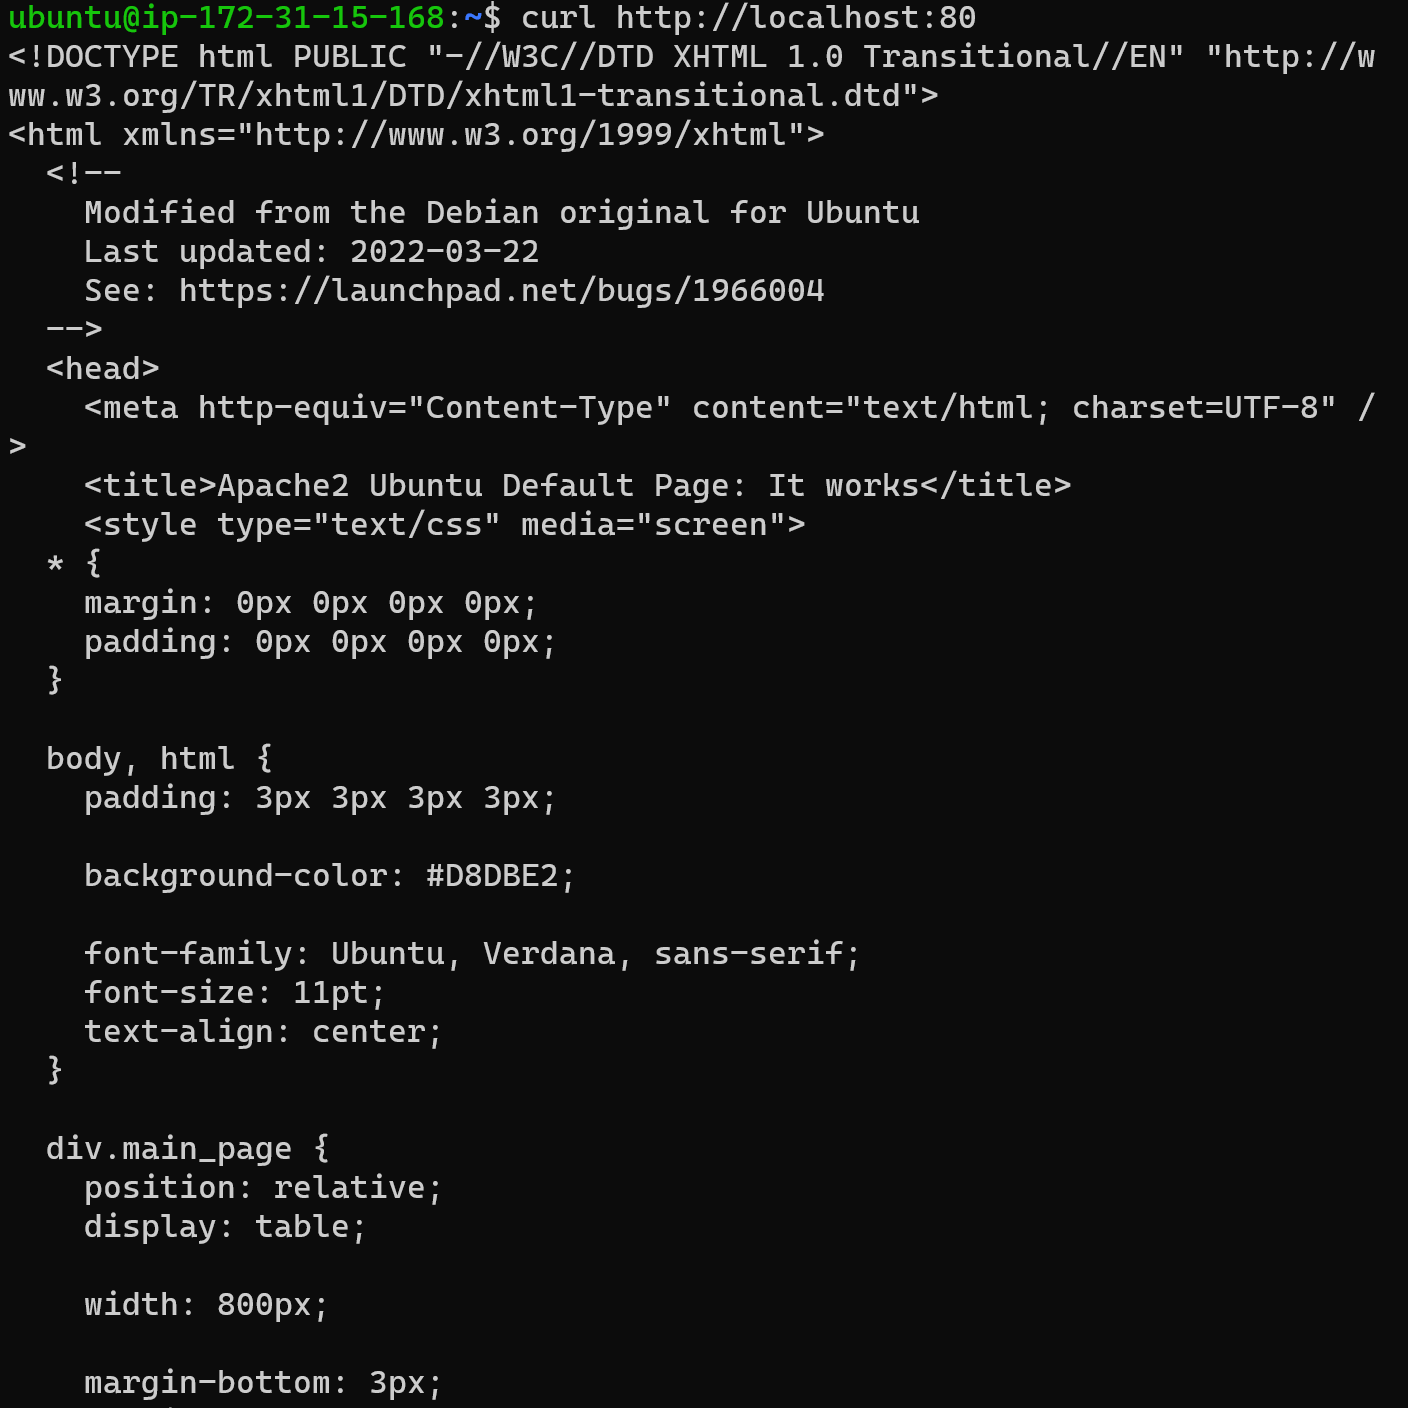 ubuntu@ip-172-31-15-168:~$ curl http://localhost:80
<!DOCTYPE html PUBLIC "-//W3C//DTD XHTML 1.0 Transitional//EN" "http://w
ww.w3.org/TR/xhtml1/DTD/xhtml1-transitional.dtd">
<html xmlns="http://www.w3.org/1999/xhtml">
  <!--
    Modified from the Debian original for Ubuntu
    Last updated: 2022-03-22
    See: https://launchpad.net/bugs/1966004
  -->
  <head>
    <meta http-equiv="Content-Type" content="text/html; charset=UTF-8" /
>
    <title>Apache2 Ubuntu Default Page: It works</title>
    <style type="text/css" media="screen">
  * {
    margin: 0px 0px 0px 0px;
    padding: 0px 0px 0px 0px;
  }

  body, html {
    padding: 3px 3px 3px 3px;

    background-color: #D8DBE2;

    font-family: Ubuntu, Verdana, sans-serif;
    font-size: 11pt;
    text-align: center;
  }

  div.main_page {
    position: relative;
    display: table;

    width: 800px;

    margin-bottom: 3px;